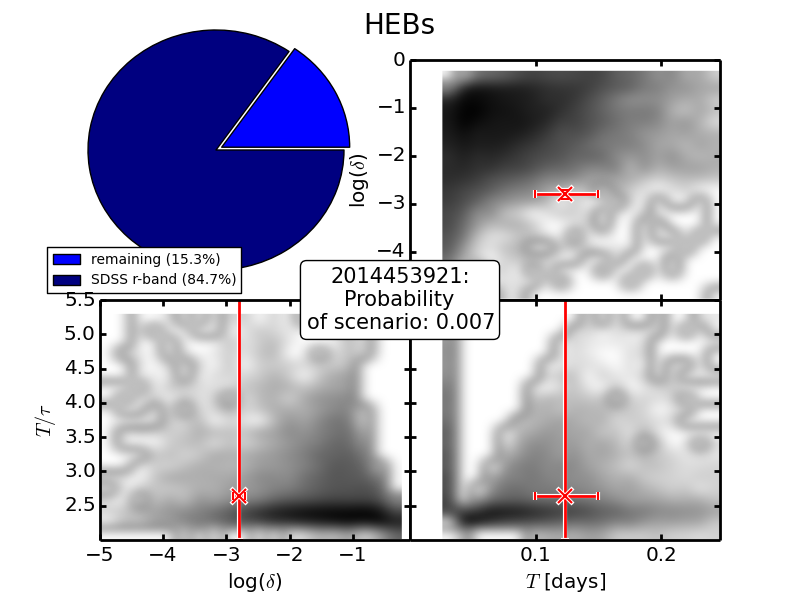 HEBs
remaining (15.3%)
SDSS r-band (84.7%)
log(δ)
0
−1
−2
−3
−4
2014453921:
Probability
of scenario: 0.007
T/τ
5.5
5.0
4.5
4.0
3.5
3.0
2.5
−5 −4 −3 −2 −1
log(δ)
0.1 0.2
T [days]